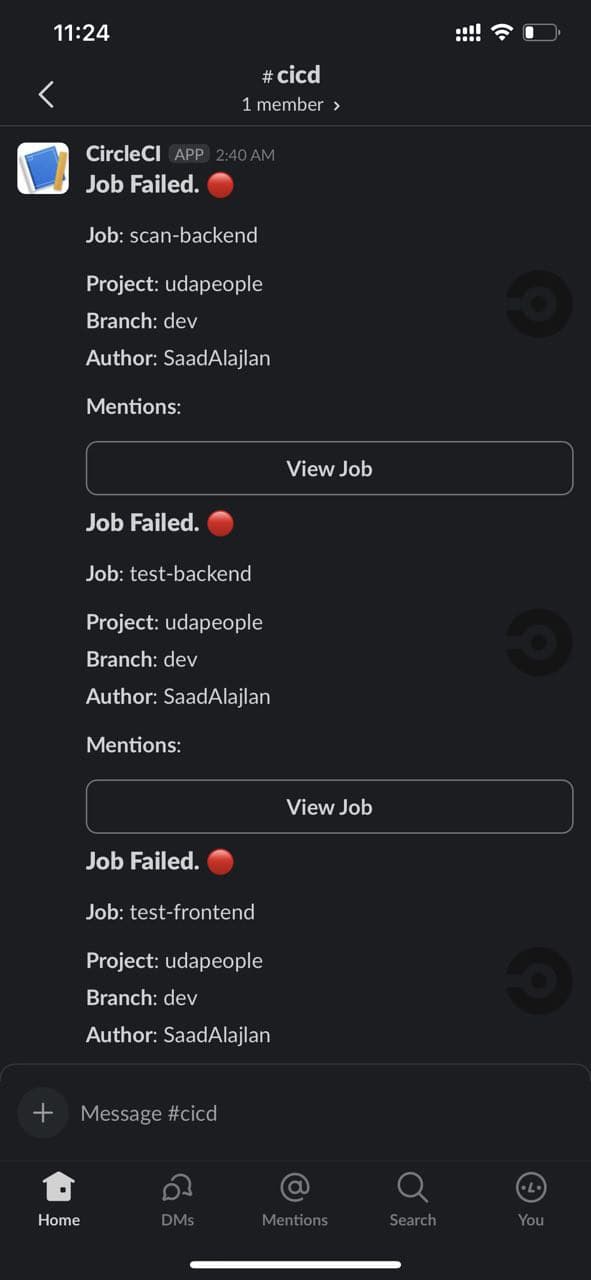 11:24
# cicd
1 member >
CircleCI APP 2:40 AM
Job Failed. 🔴
Job: scan-backend
Project: udapeople
Branch: dev
Author: SaadAlajlan
Mentions:
View Job
Job Failed. 🔴
Job: test-backend
Project: udapeople
Branch: dev
Author: SaadAlajlan
Mentions:
View Job
Job Failed. 🔴
Job: test-frontend
Project: udapeople
Branch: dev
Author: SaadAlajlan
Message #cicd
Home DMs Mentions Search You